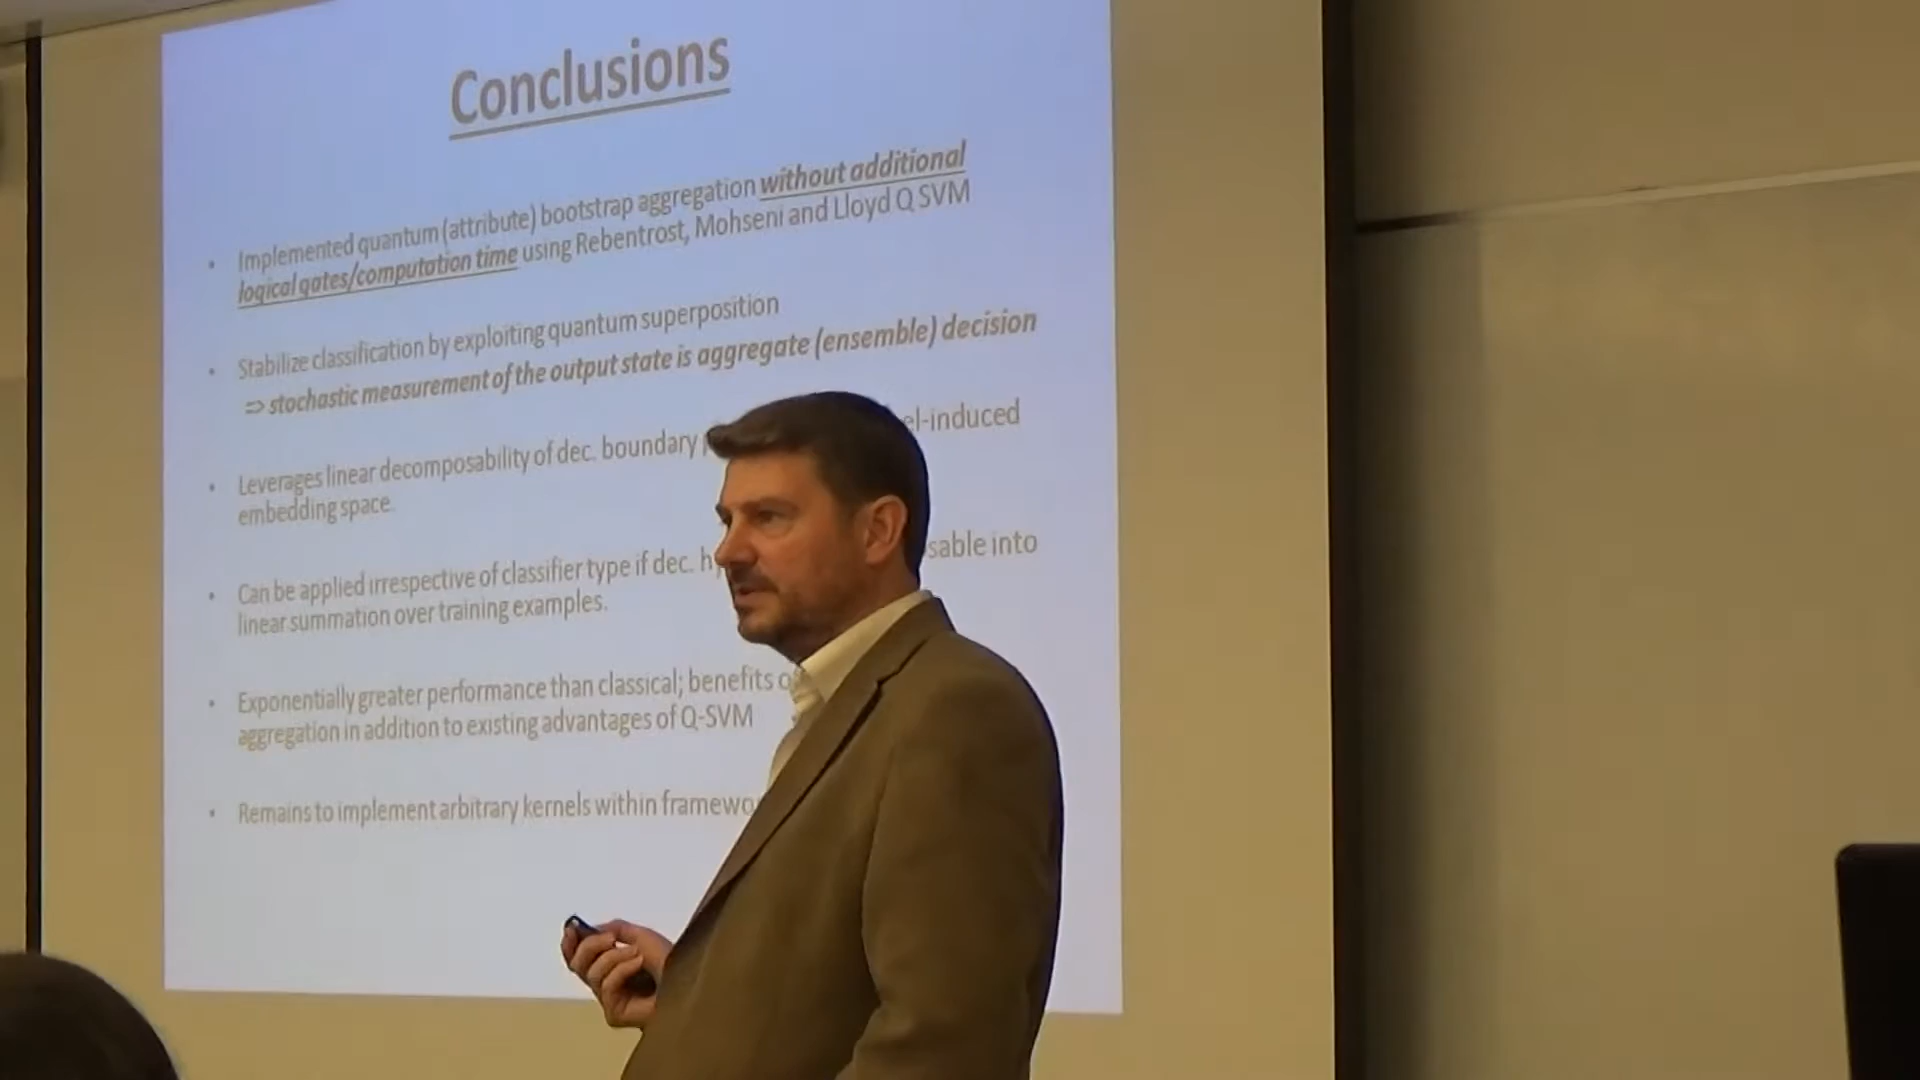 Conclusions
• Implemented quantum (attribute) bootstrap aggregation without additional
logical gates/computation time using Rebentrost, Mohseni and Lloyd Q SVM
• Stabilize classification by exploiting quantum superposition
=> stochastic measurement of the output state is aggregate (ensemble) decision
• Leverages linear decomposability of dec. boundary el-induced
embedding space.
• Can be applied irrespective of classifier type if dec. sable into
linear summation over training examples.
• Exponentially greater performance than classical; benefits
aggregation in addition to existing advantages of Q-SVM
• Remains to implement arbitrary kernels within framewo